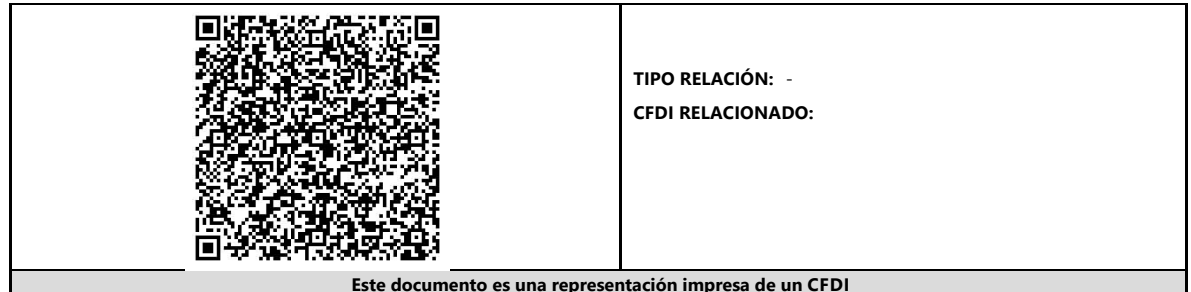 TIPO RELACIÓN: -
CFDI RELACIONADO:
Este documento es una representación impresa de un CFDI